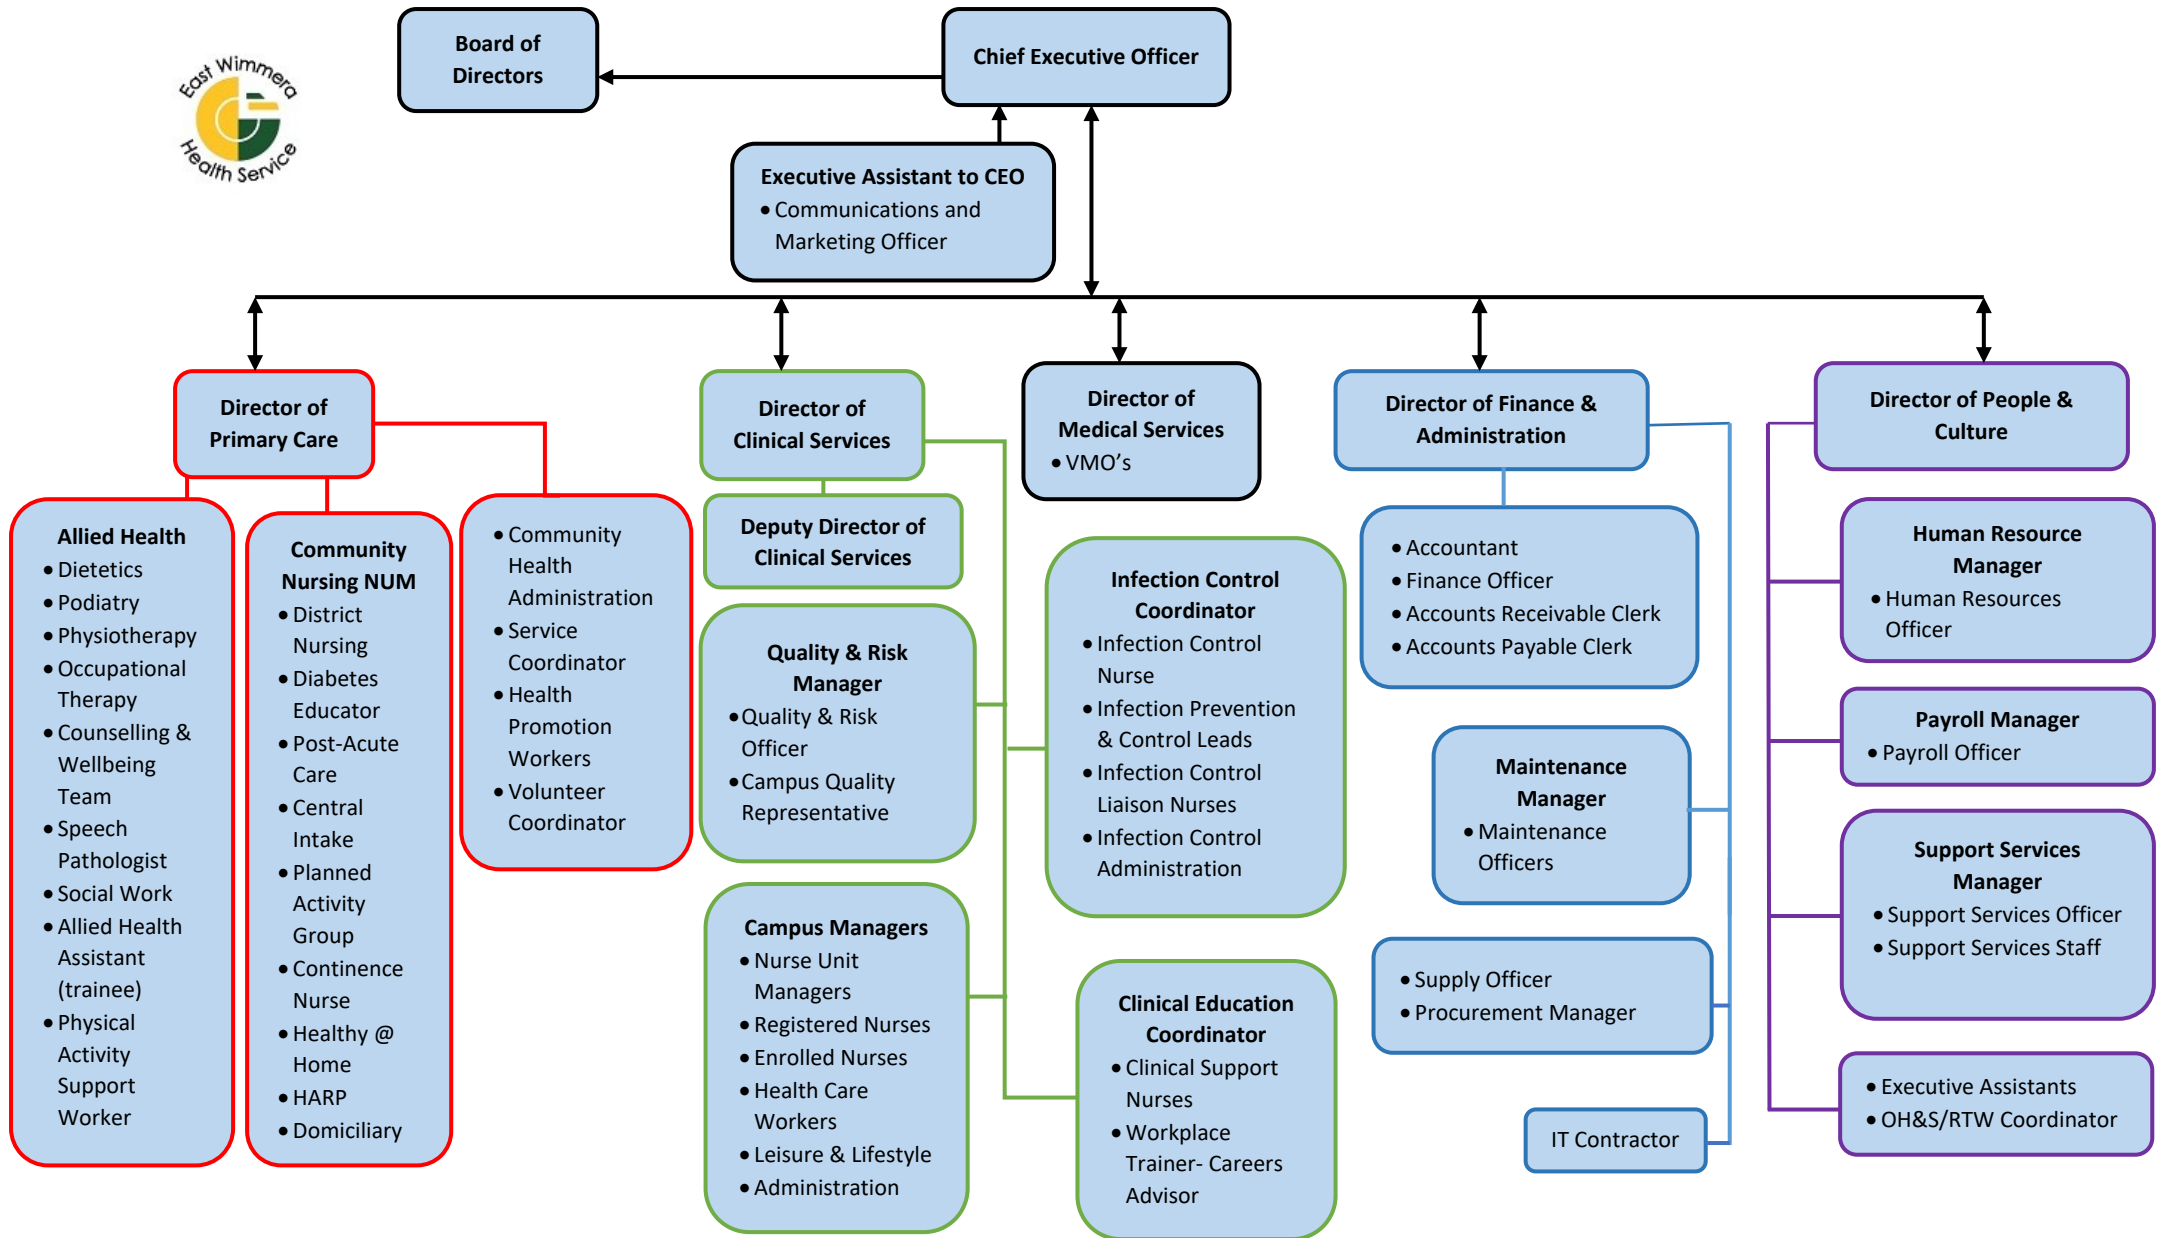 East Wimmera
Health Service
Board of
Directors
Chief Executive Officer
Executive Assistant to CEO
• Communications and
Marketing Officer
Director of
Primary Care
Director of
Clinical Services
Director of
Medical Services
• VMO's
Director of Finance &
Administration
Director of People &
Culture
Allied Health
• Dietetics
• Podiatry
• Physiotherapy
• Occupational
Therapy
• Counselling &
Wellbeing
Team
• Speech
Pathologist
• Social Work
• Allied Health
Assistant
(trainee)
• Physical
Activity
Support
Worker
Community
Nursing NUM
• District
Nursing
• Diabetes
Educator
• Post-Acute
Care
• Central
Intake
• Planned
Activity
Group
• Continence
Nurse
• Healthy @
Home
• HARP
• Domiciliary
• Community
Health
Administration
• Service
Coordinator
• Health
Promotion
Workers
• Volunteer
Coordinator
Deputy Director of
Clinical Services
Quality & Risk
Manager
• Quality & Risk
Officer
• Campus Quality
Representative
Campus Managers
• Nurse Unit
Managers
• Registered Nurses
• Enrolled Nurses
• Health Care
Workers
• Leisure & Lifestyle
• Administration
Infection Control
Coordinator
• Infection Control
Nurse
• Infection Prevention
& Control Leads
• Infection Control
Liaison Nurses
• Infection Control
Administration
Clinical Education
Coordinator
• Clinical Support
Nurses
• Workplace
Trainer- Careers
Advisor
• Accountant
• Finance Officer
• Accounts Receivable Clerk
• Accounts Payable Clerk
Maintenance
Manager
• Maintenance
Officers
• Supply Officer
• Procurement Manager
IT Contractor
Human Resource
Manager
• Human Resources
Officer
Payroll Manager
• Payroll Officer
Support Services
Manager
• Support Services Officer
• Support Services Staff
• Executive Assistants
• OH&S/RTW Coordinator